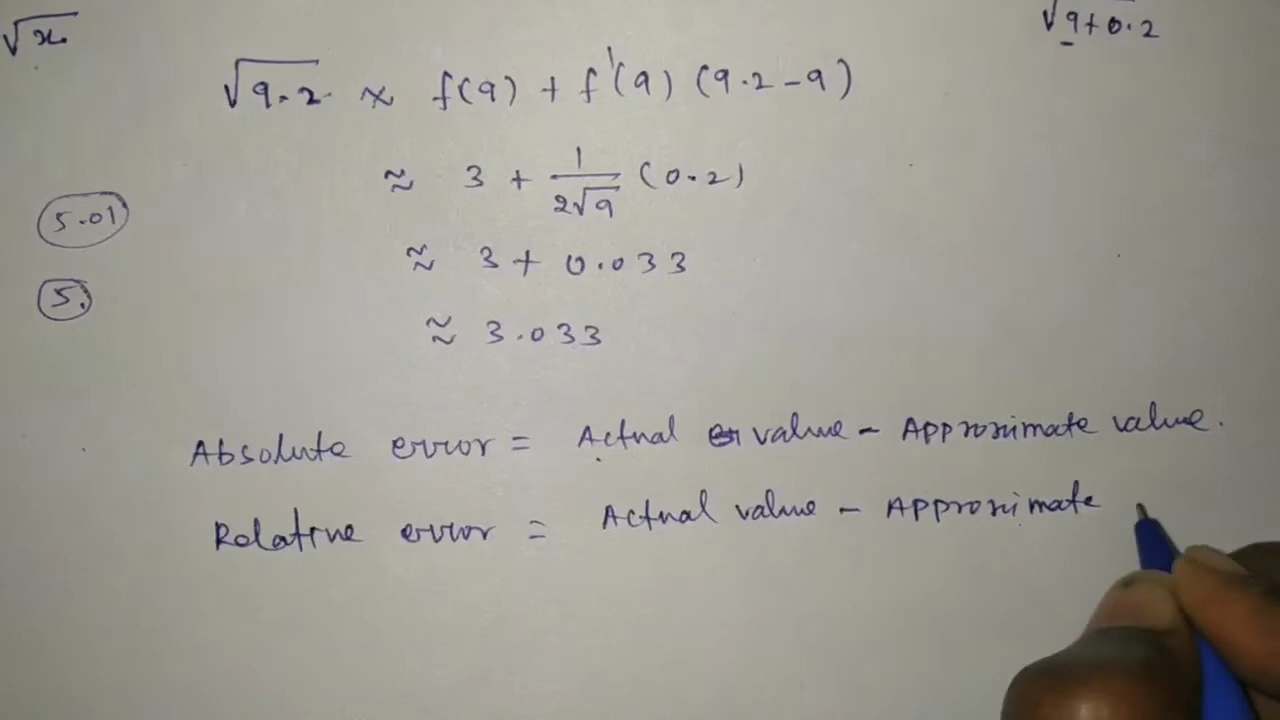 √x
√9+0.2
√9.2 ≈ f(9) + f'(9) (9.2-9)
≈ 3 + 1/2√9 (0.2)
5.01
≈ 3 + 0.033
5.
≈ 3.033
Absolute error = Actual value - Approximate value.
Relative error = Actual value - Approximate